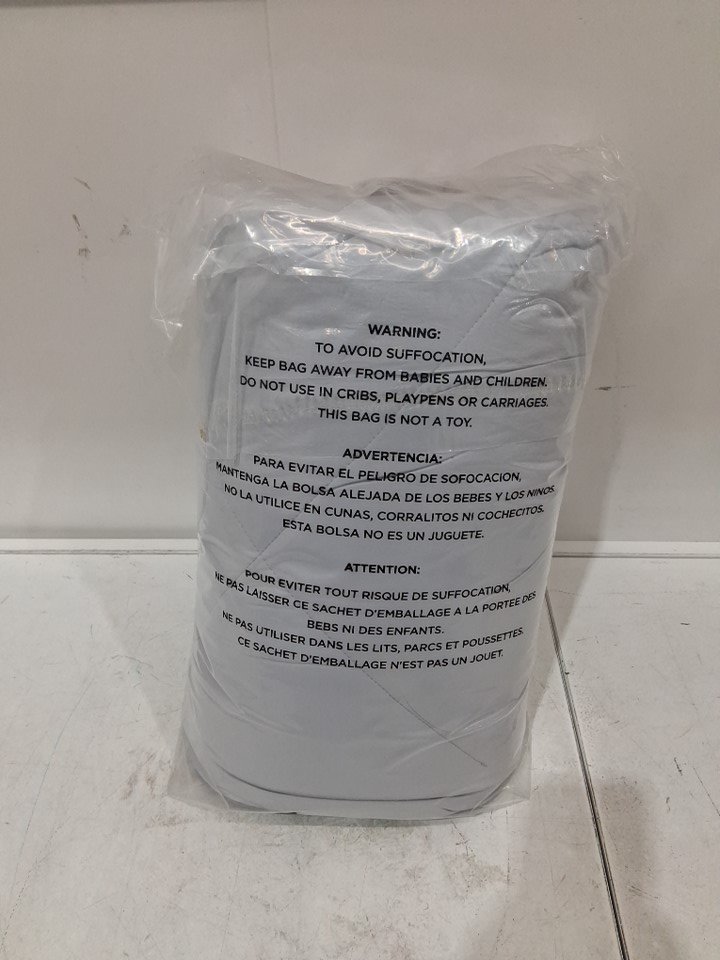 WARNING:
TO AVOID SUFFOCATION,
KEEP BAG AWAY FROM BABIES AND CHILDREN.
DO NOT USE IN CRIBS, PLAYPENS OR CARRIAGES.
THIS BAG IS NOT A TOY.
ADVERTENCIA:
PARA EVITAR EL PELIGRO DE SOFOCACION,
MANTENGA LA BOLSA ALEJADA DE LOS BEBES Y LOS NINOS.
NO LA UTILICE EN CUNAS, CORRALITOS NI COCHECITOS.
ESTA BOLSA NO ES UN JUGUETE.
ATTENTION:
POUR EVITER TOUT RISQUE DE SUFFOCATION,
NE PAS LAISSER CE SACHET D'EMBALLAGE A LA PORTEE DES
BEBS NI DES ENFANTS.
NE PAS UTILISER DANS LES LITS, PARCS ET POUSSETTES.
CE SACHET D'EMBALLAGE N'EST PAS UN JOUET.